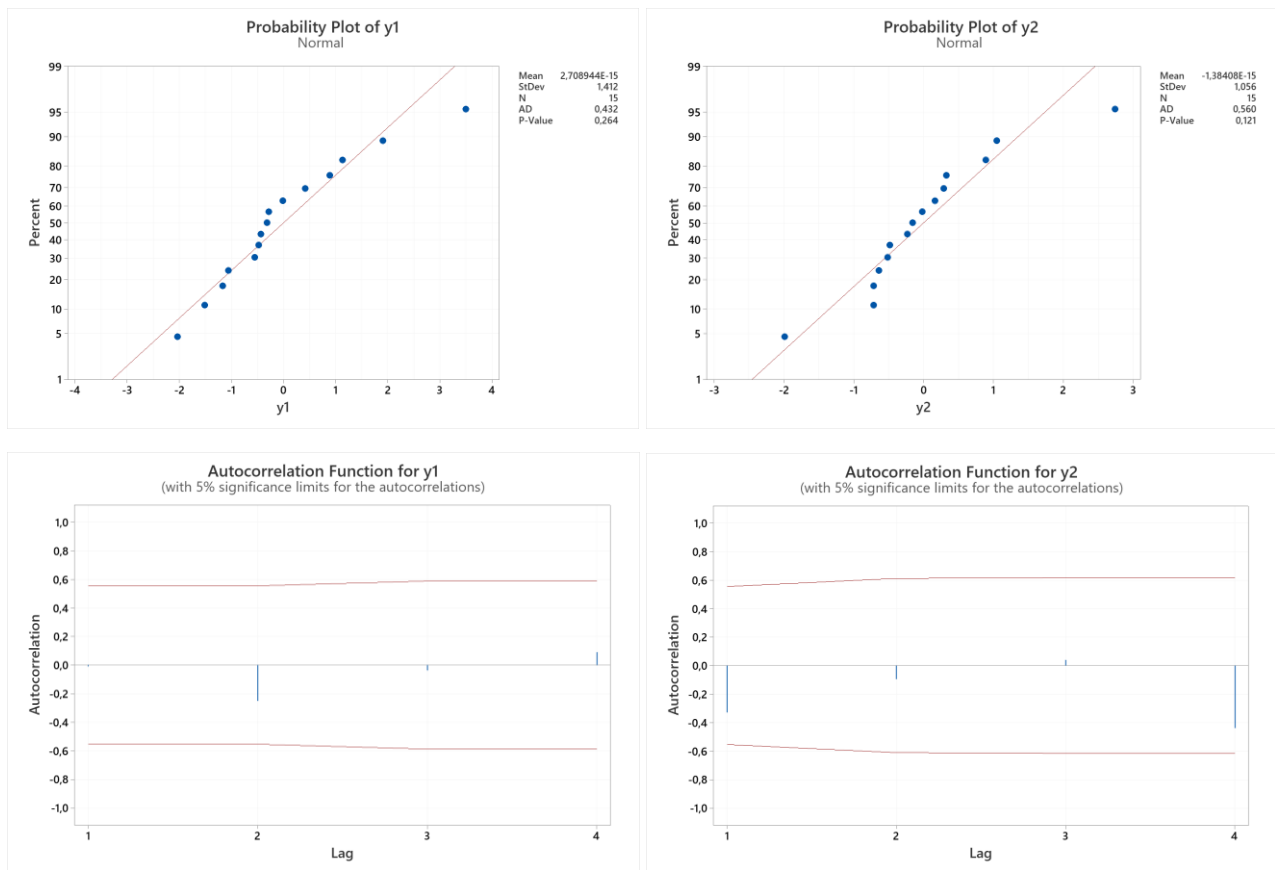 Probability Plot of y1
Normal
99
95
90
80
70
60
50
40
30
20
10
5
1
Percent
-4 -3 -2 -1 0 1 2 3 4
y1
Mean 2,708944E-15
StDev 1,412
N 15
AD 0,432
P-Value 0,264
Probability Plot of y2
Normal
99
95
90
80
70
60
50
40
30
20
10
5
1
Percent
-3 -2 -1 0 1 2 3
y2
Mean -1,38408E-15
StDev 1,056
N 15
AD 0,560
P-Value 0,121
Autocorrelation Function for y1
(with 5% significance limits for the autocorrelations)
1,0
0,8
0,6
0,4
0,2
0,0
-0,2
-0,4
-0,6
-0,8
-1,0
Autocorrelation
1 2 3 4
Lag
Autocorrelation Function for y2
(with 5% significance limits for the autocorrelations)
1,0
0,8
0,6
0,4
0,2
0,0
-0,2
-0,4
-0,6
-0,8
-1,0
Autocorrelation
1 2 3 4
Lag